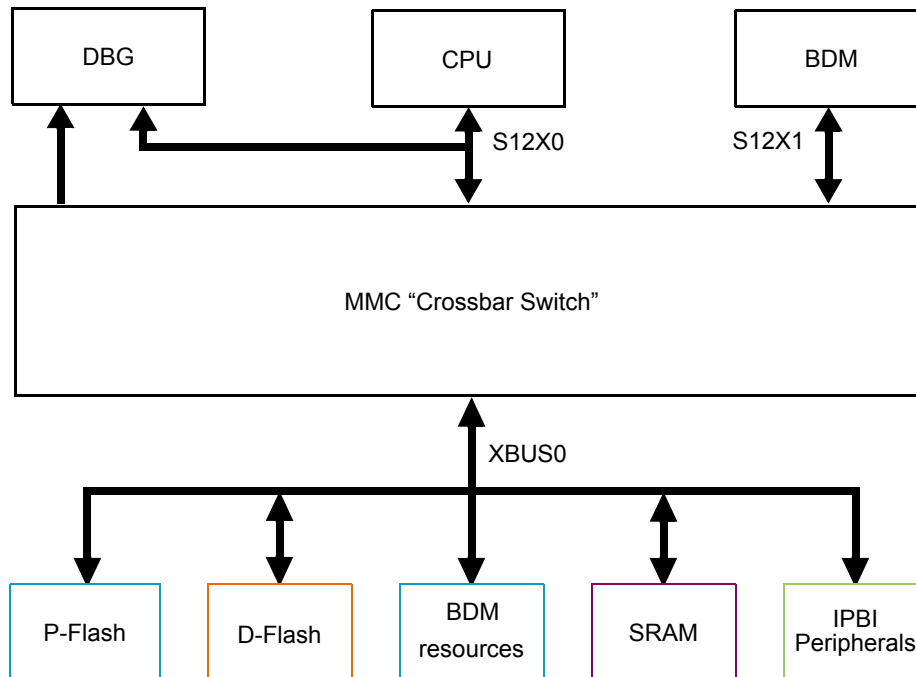 DBG
CPU
BDM
S12X0
S12X1
MMC “Crossbar Switch”
XBUS0
P-Flash
D-Flash
BDM
resources
SRAM
IPBI
Peripherals